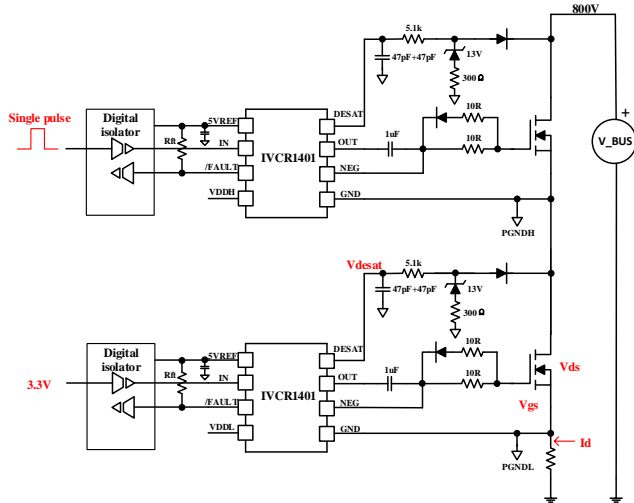 800V
5.1k
13V
47pF+47pF
300Ω
Single pulse
Digital
isolator
5VREF
DESAT
10R
V_BUS
+
IN
Rflt
OUT
1uF
10R
IVCR1401
/FAULT
NEG
VDDH
GND
PGNDH
Vdesat
5.1k
13V
47pF+47pF
300Ω
Digital
isolator
5VREF
DESAT
10R
Vds
3.3V
IN
Rflt
OUT
1uF
10R
IVCR1401
/FAULT
NEG
Vgs
VDDL
GND
Id
PGNDL